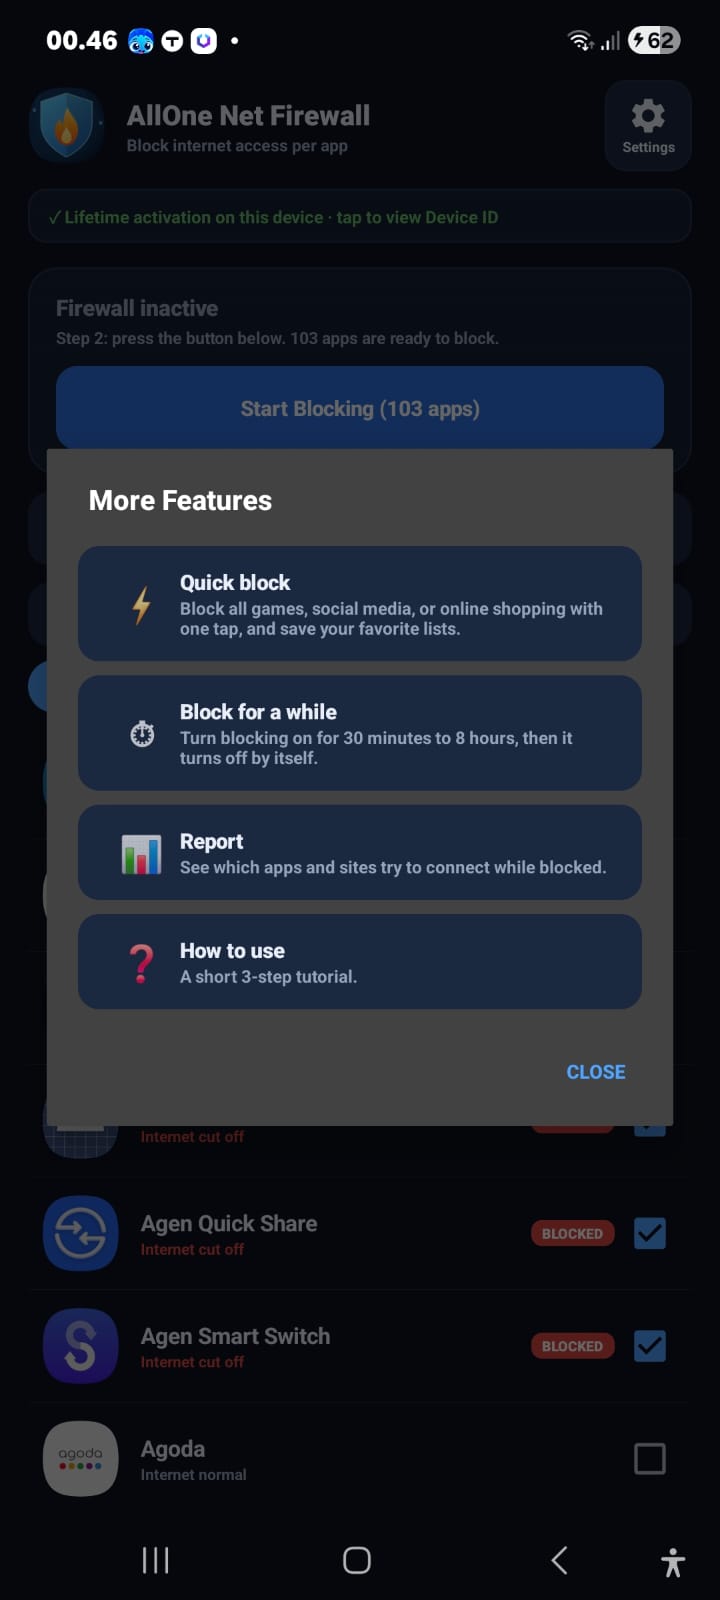 00.46
62
AllOne Net Firewall
Block internet access per app
Settings
✓ Lifetime activation on this device · tap to view Device ID
Firewall inactive
Step 2: press the button below. 103 apps are ready to block.
Start Blocking (103 apps)
More Features
Quick block
Block all games, social media, or online shopping with
one tap, and save your favorite lists.
Block for a while
Turn blocking on for 30 minutes to 8 hours, then it
turns off by itself.
Report
See which apps and sites try to connect while blocked.
How to use
A short 3-step tutorial.
CLOSE
Internet cut off
Agen Quick Share
Internet cut off
BLOCKED
Agen Smart Switch
Internet cut off
BLOCKED
agoda
Agoda
Internet normal